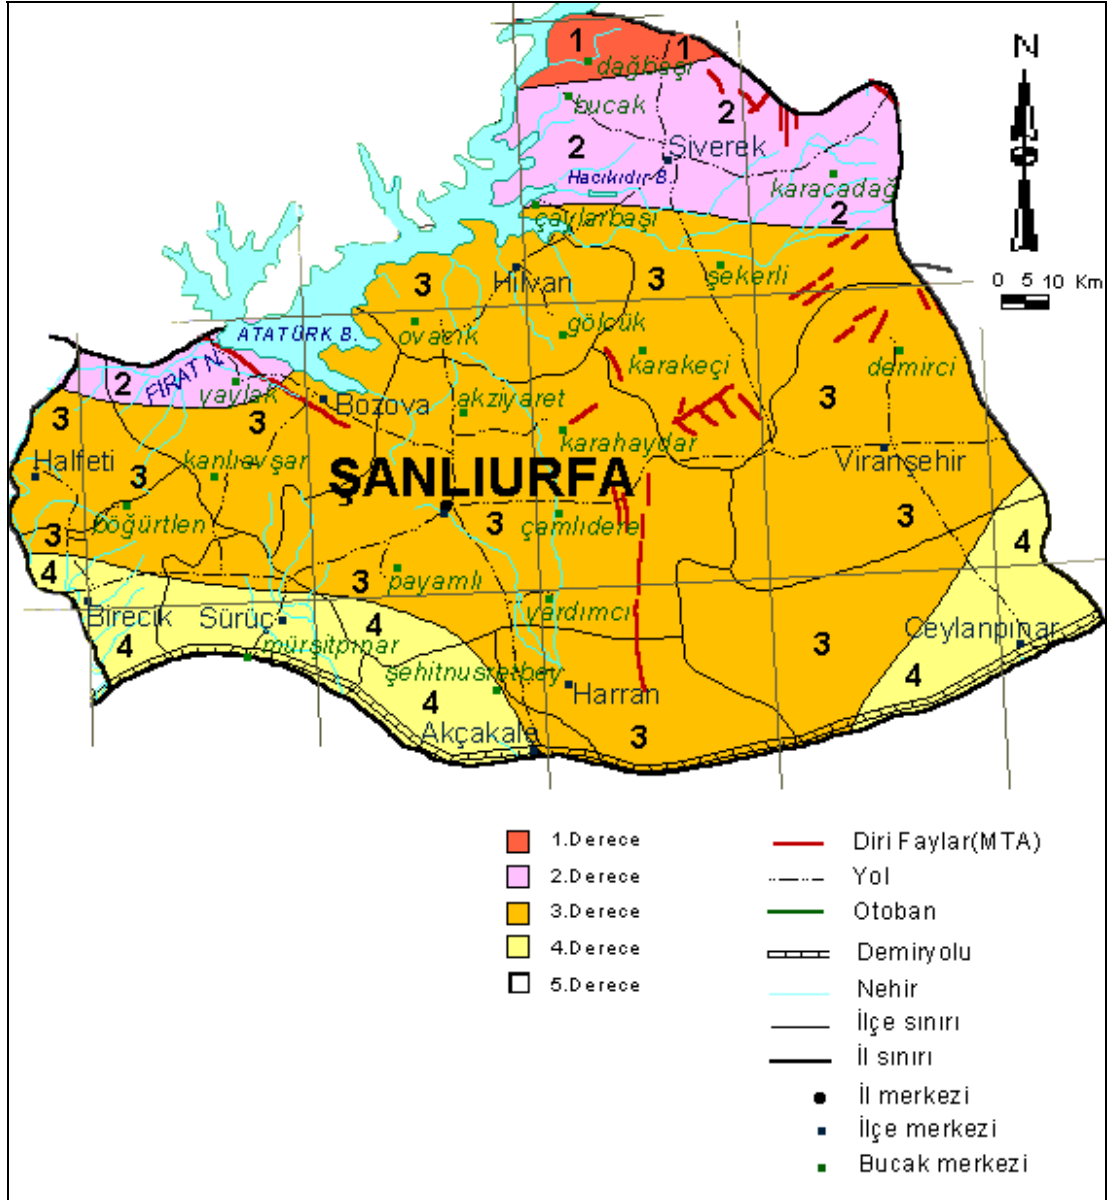 1
1
N
dağbaşı
bucak
2
2
Siverek
Hacıkıdır B.
karacadağ
2
çaylarbaşı
3
Hilvan
3
şekerli
0 5 10 Km
ATATÜRK B.
ovacık
gölcük
karakeçi
demirci
2
FIRAT N.
yaylak
3
3
Bozova
akziyaret
3
karahaydar
Halfeti
3
kanlıavşar
Viranşehir
ŞANLIURFA
böğürtlen
3
3
çamlıdere
3
4
4
3
payamlı
yardımcı
Birecik
Sürüç
4
4
mürşitpınar
3
Ceylanpınar
şehitnusretbey
4
Harran
4
Akçakale
3
1.Derece
2.Derece
3.Derece
4.Derece
5.Derece
Diri Faylar(MTA)
Yol
Otoban
Demiryolu
Nehir
İlçe sınırı
İl sınırı
İl merkezi
İlçe merkezi
Bucak merkezi